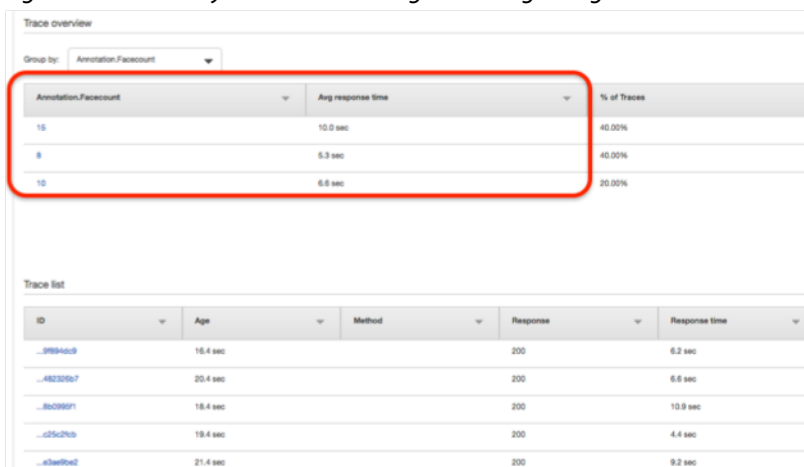 Trace overview
Group by: Annotation.Facecount
Annotation.Facecount Avg response time % of Traces
15 10.0 sec 40.00%
8 5.3 sec 40.00%
10 6.6 sec 20.00%
Trace list
ID Age Method Response Response time
...9f894dc9 16.4 sec 200 6.2 sec
...482326b7 20.4 sec 200 6.6 sec
...8b0995f1 18.4 sec 200 10.9 sec
...c25c2fcb 19.4 sec 200 4.4 sec
...e3ae9be2 21.4 sec 200 9.2 sec